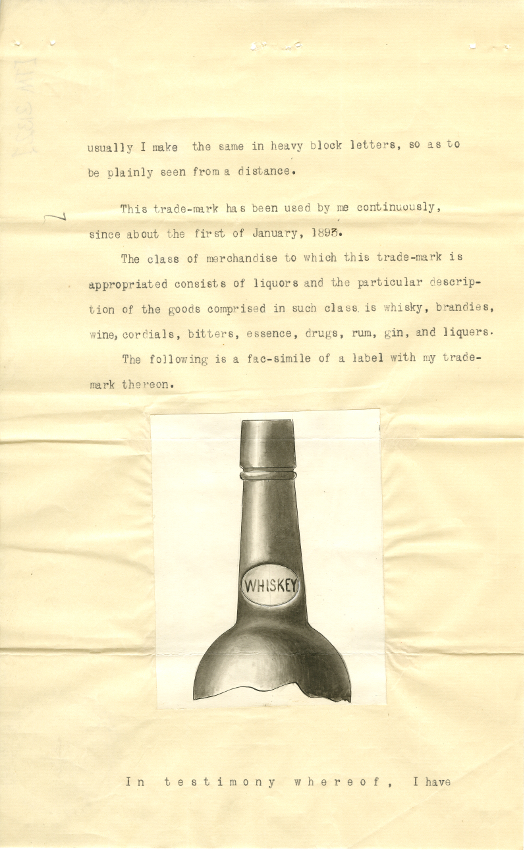 usually I make the same in heavy block letters, so as to
be plainly seen from a distance.
This trade-mark has been used by me continuously,
since about the first of January, 1893.
The class of merchandise to which this trade-mark is
appropriated consists of liquors and the particular descrip-
tion of the goods comprised in such class is whisky, brandies,
wine, cordials, bitters, essence, drugs, rum, gin, and liquers.
The following is a fac-simile of a label with my trade-
mark thereon.
WHISKEY
In testimony whereof, I have